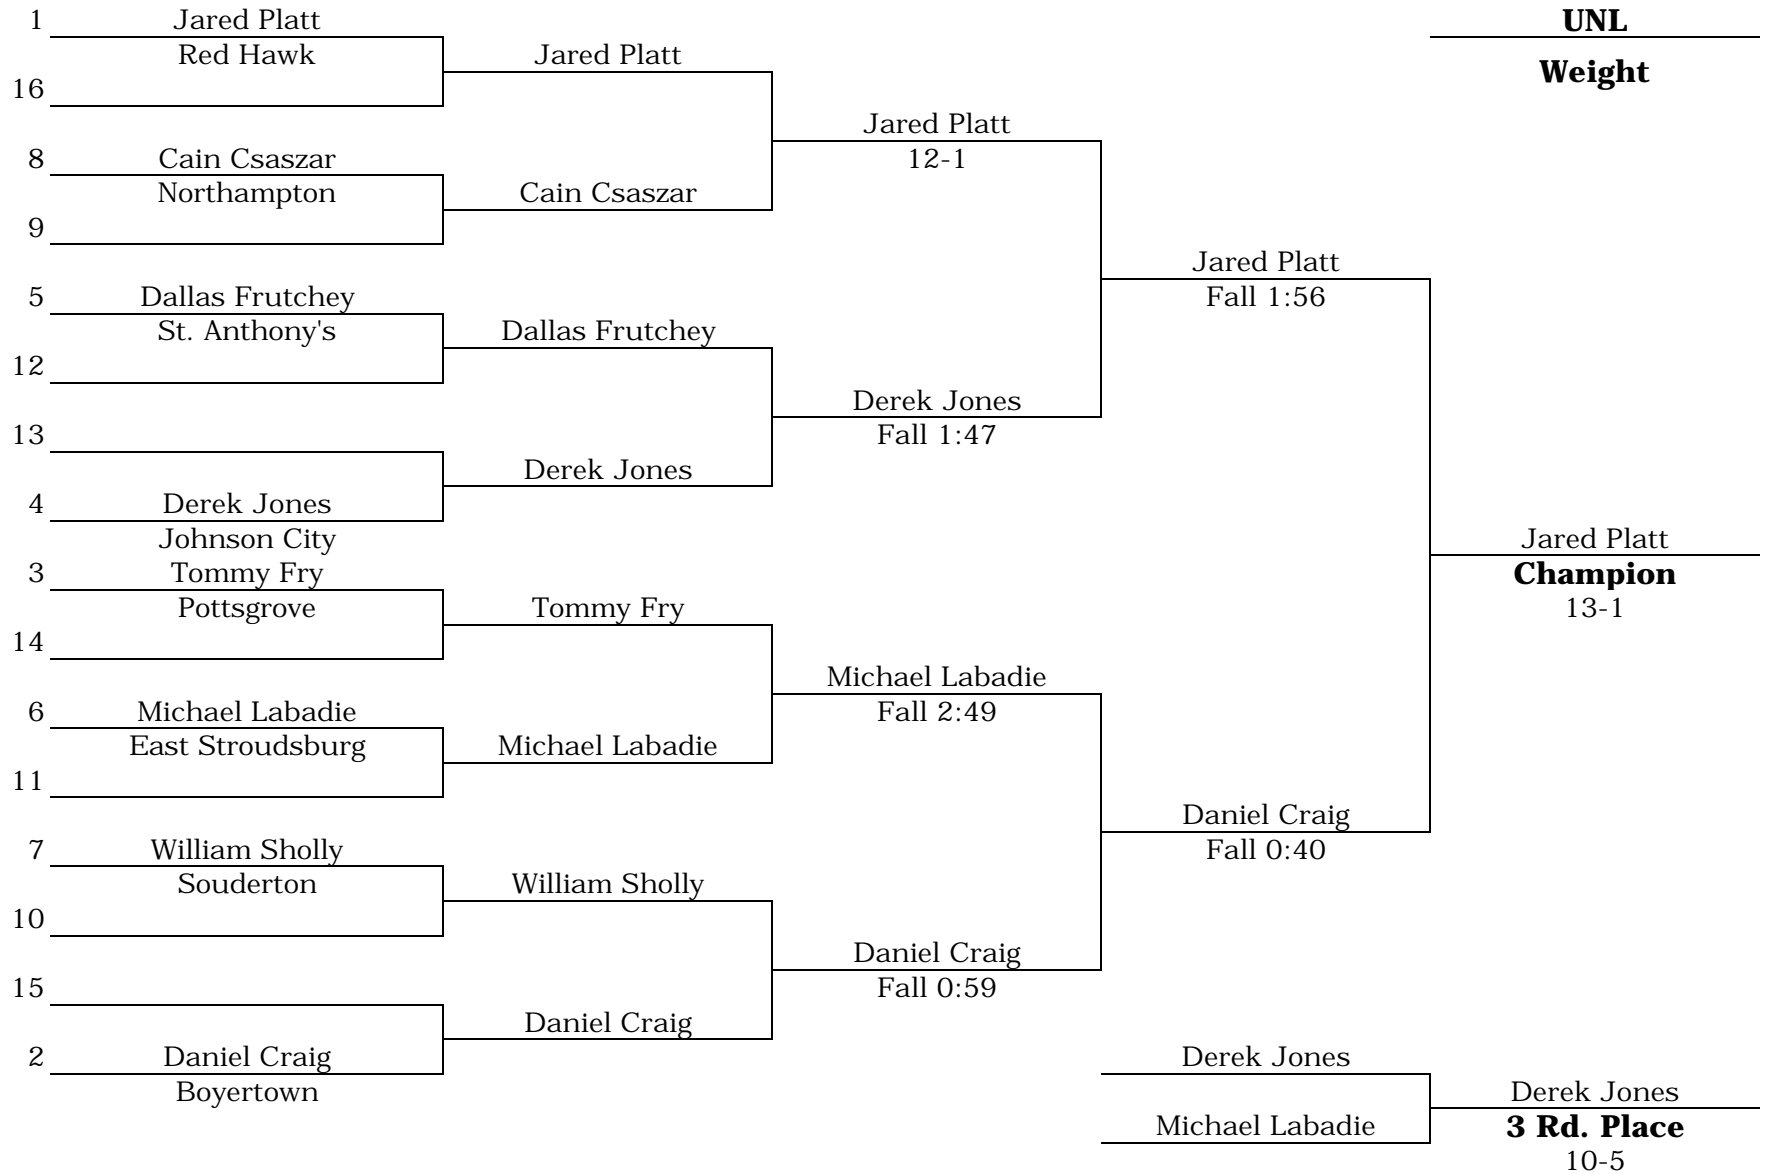 1
Jared Platt
Red Hawk
16
8
Cain Csaszar
Northampton
9
5
Dallas Frutchey
St. Anthony's
12
13
4
Derek Jones
Johnson City
3
Tommy Fry
Pottsgrove
14
6
Michael Labadie
East Stroudsburg
11
7
William Sholly
Souderton
10
15
2
Daniel Craig
Boyertown
Jared Platt
Cain Csaszar
Dallas Frutchey
Derek Jones
Tommy Fry
Michael Labadie
William Sholly
Daniel Craig
Jared Platt
12-1
Derek Jones
Fall 1:47
Michael Labadie
Fall 2:49
Daniel Craig
Fall 0:59
Jared Platt
Fall 1:56
Daniel Craig
Fall 0:40
Derek Jones
Michael Labadie
UNL
Weight
Jared Platt
Champion
13-1
Derek Jones
3 Rd. Place
10-5